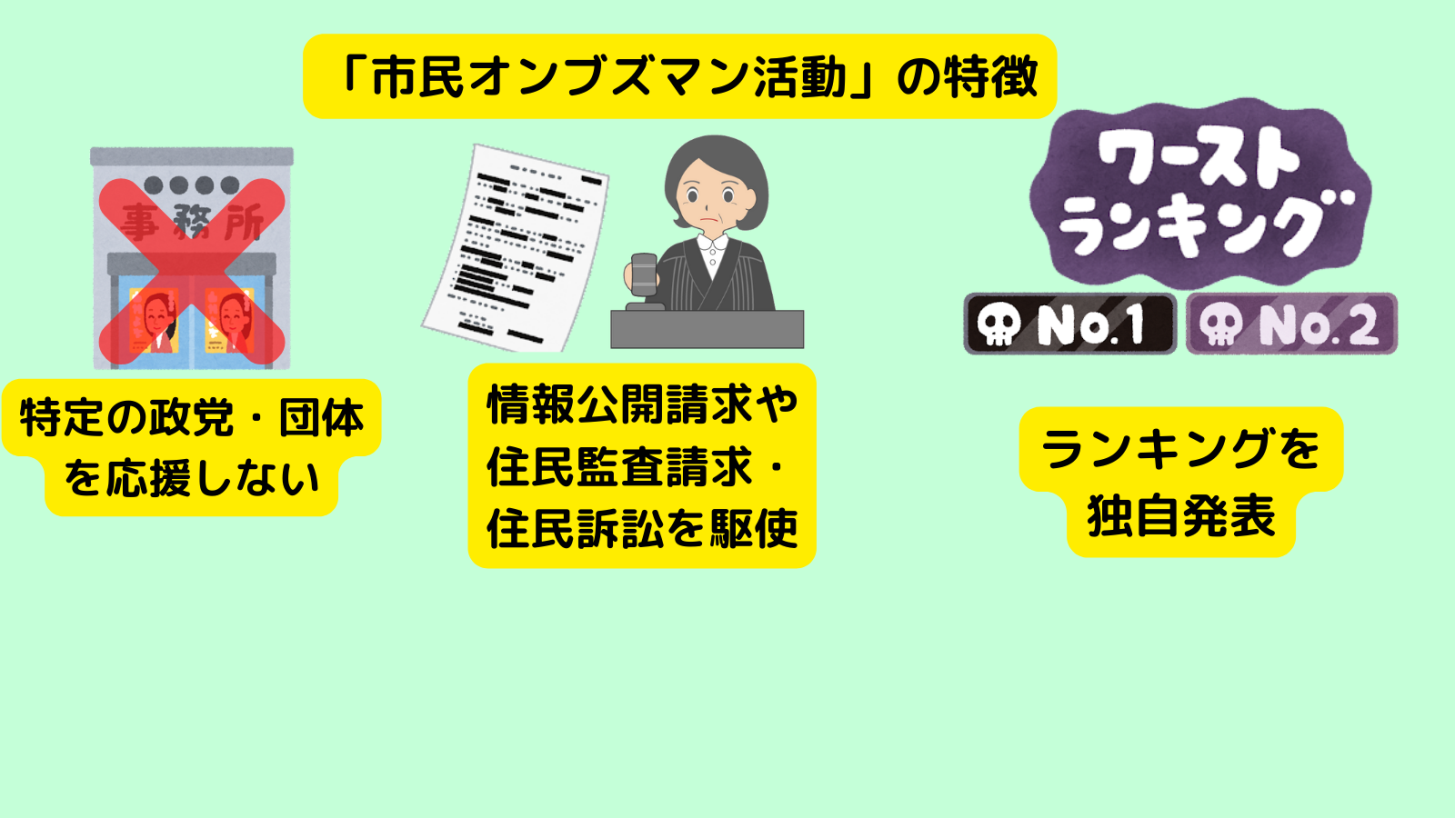 「市民オンブズマン活動」の特徴
事務所
特定の政党・団体
を応援しない
情報公開請求や
住民監査請求・
住民訴訟を駆使
ワースト
ランキング
No.1
No.2
ランキングを
独自発表